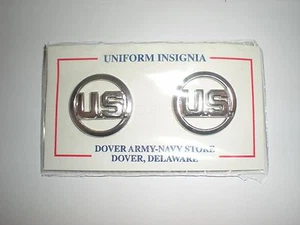 UNIFORM INSIGNIA
U.S. U.S.
DOVER ARMY-NAVY STORE
DOVER, DELAWARE